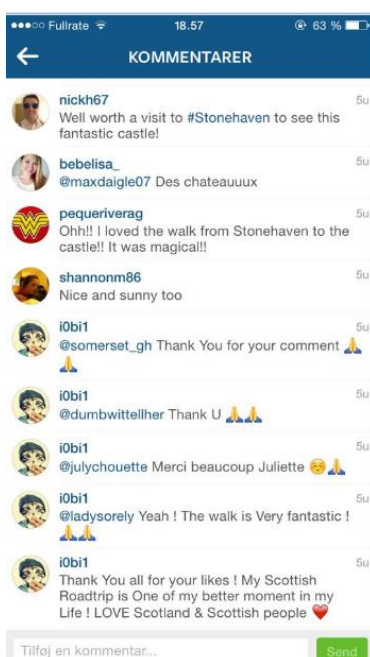 Fullrate 18.57 63 %
KOMMENTARER
nickh67 5u
Well worth a visit to #Stonehaven to see this
fantastic castle!
bebelisa_ 5u
@maxdaigle07 Des chateauuux
pequeriverag 5u
Ohh!! I loved the walk from Stonehaven to the
castle!! It was magical!!
shannonm86 5u
Nice and sunny too
i0bi1 5u
@somerset_gh Thank You for your comment 🙏
🙏
i0bi1 5u
@dumbwittellher Thank U 🙏🙏
i0bi1 5u
@julychouette Merci beaucoup Juliette ☺️🙏
i0bi1 5u
@ladysorely Yeah ! The walk is Very fantastic !
🙏🙏
i0bi1 5u
Thank You all for your likes ! My Scottish
Roadtrip is One of my better moment in my
Life ! LOVE Scotland & Scottish people ❤️
Tilføj en kommentar... Send